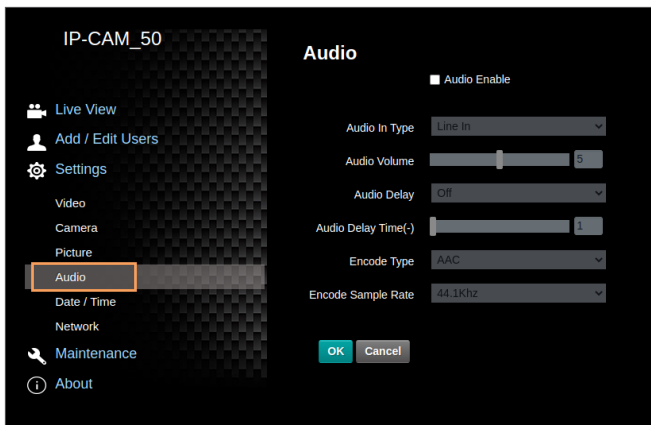 IP-CAM_50
Live View
Add / Edit Users
Settings
Video
Camera
Picture
Audio
Date / Time
Network
Maintenance
About
Audio
Audio Enable
Audio In Type Line In
Audio Volume 5
Audio Delay Off
Audio Delay Time(-) 1
Encode Type AAC
Encode Sample Rate 44.1Khz
OK Cancel